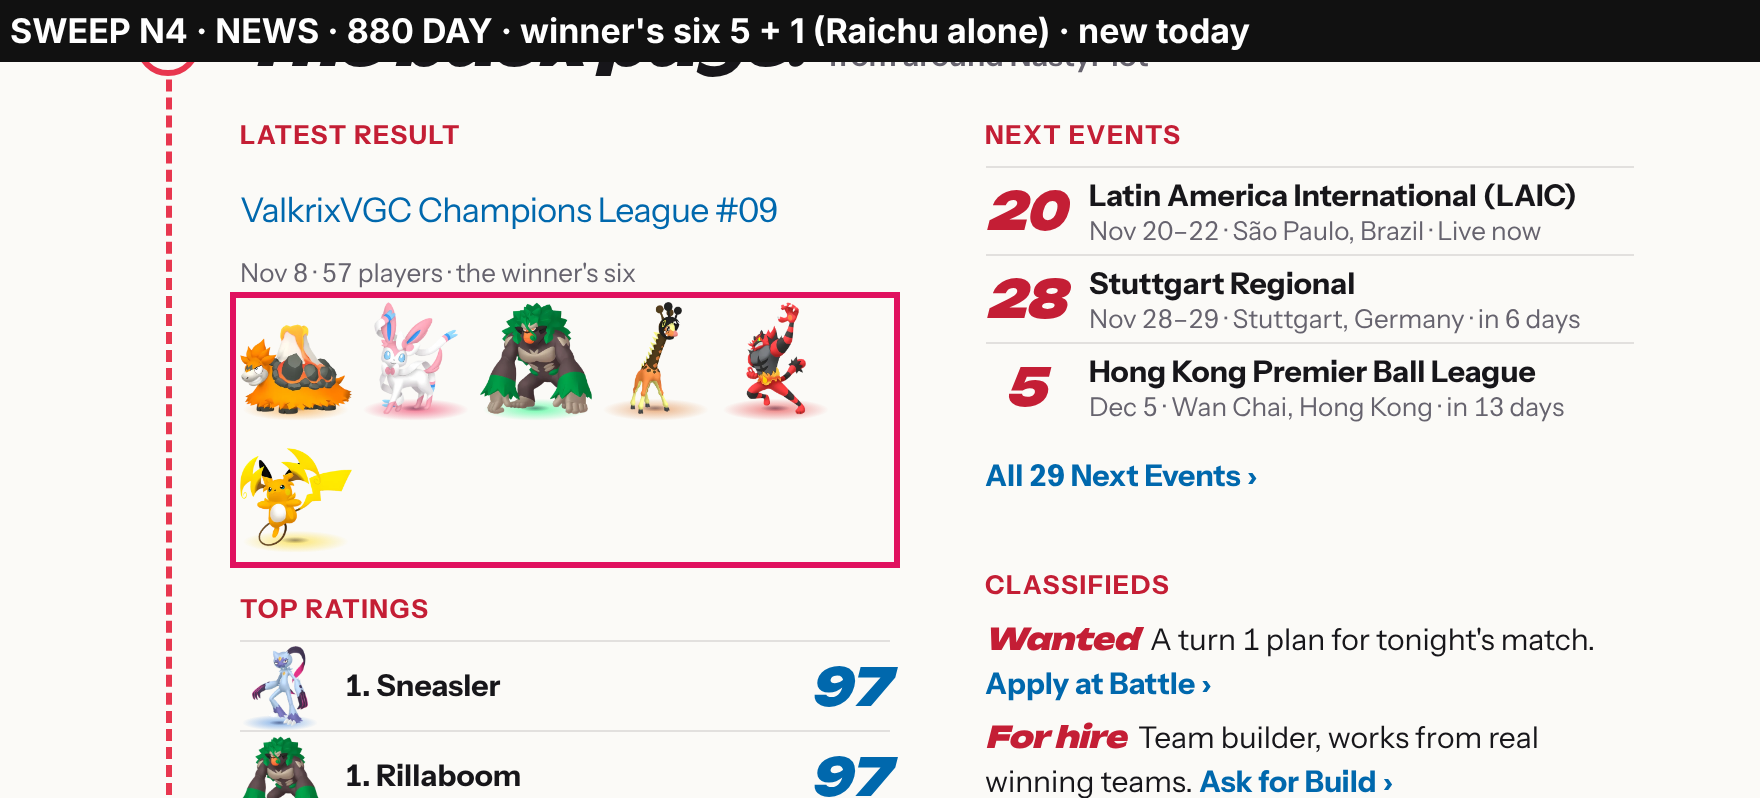 SWEEP N4 · NEWS · 880 DAY · winner's six 5 + 1 (Raichu alone) · new today
LATEST RESULT
ValkrixVGC Champions League #09
Nov 8 · 57 players · the winner's six
TOP RATINGS
1. Sneasler 97
1. Rillaboom 97
NEXT EVENTS
20 Latin America International (LAIC)
Nov 20–22 · São Paulo, Brazil · Live now
28 Stuttgart Regional
Nov 28–29 · Stuttgart, Germany · in 6 days
5 Hong Kong Premier Ball League
Dec 5 · Wan Chai, Hong Kong · in 13 days
All 29 Next Events ›
CLASSIFIEDS
Wanted A turn 1 plan for tonight's match.
Apply at Battle ›
For hire Team builder, works from real
winning teams. Ask for Build ›